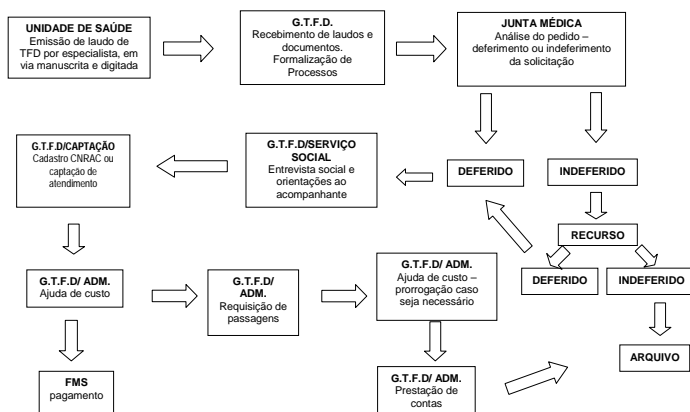 UNIDADE DE SAÚDE
Emissão de laudo de
TFD por especialista, em
via manuscrita e digitada
G.T.F.D.
Recebimento de laudos e
documentos.
Formalização de
Processos
JUNTA MÉDICA
Análise do pedido –
deferimento ou indeferimento
da solicitação
G.T.F.D/CAPTAÇÃO
Cadastro CNRAC ou
captação de
atendimento
G.T.F.D/SERVIÇO
SOCIAL
Entrevista social e
orientações ao
acompanhante
DEFERIDO
INDEFERIDO
RECURSO
DEFERIDO
INDEFERIDO
G.T.F.D/ ADM.
Ajuda de custo
G.T.F.D/
ADM.
Requisição de
passagens
G.T.F.D/ ADM.
Ajuda de custo –
prorrogação caso
seja necessário
ARQUIVO
FMS
pagamento
G.T.F.D/ ADM.
Prestação de
contas